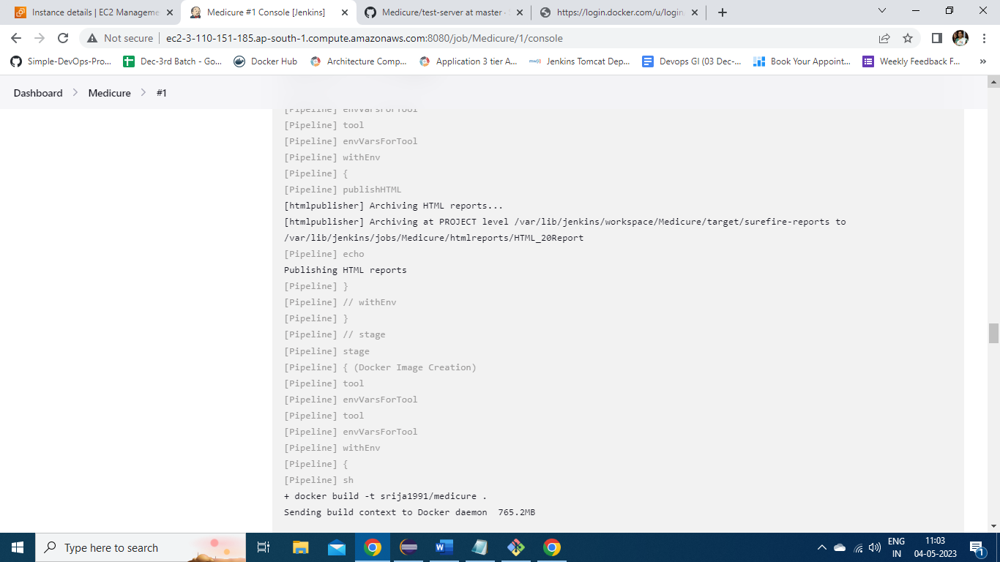 Instance details | EC2 Manageme
Medicure #1 Console [Jenkins]
Medicure/test-server at master ·
https://login.docker.com/u/login
Not secure
ec2-3-110-151-185.ap-south-1.compute.amazonaws.com:8080/job/Medicure/1/console
Simple-DevOps-Pro...
Dec-3rd Batch - Go...
Docker Hub
Architecture Comp...
Application 3 tier A...
Jenkins Tomcat Dep...
Devops GI (03 Dec-...
Book Your Appoint...
Weekly Feedback F...
»
Dashboard > Medicure > #1
[Pipeline] envVarsForTool
[Pipeline] tool
[Pipeline] envVarsForTool
[Pipeline] withEnv
[Pipeline] {
[Pipeline] publishHTML
[htmlpublisher] Archiving HTML reports...
[htmlpublisher] Archiving at PROJECT level /var/lib/jenkins/workspace/Medicure/target/surefire-reports to
/var/lib/jenkins/jobs/Medicure/htmlreports/HTML_20Report
[Pipeline] echo
Publishing HTML reports
[Pipeline] }
[Pipeline] // withEnv
[Pipeline] }
[Pipeline] // stage
[Pipeline] stage
[Pipeline] { (Docker Image Creation)
[Pipeline] tool
[Pipeline] envVarsForTool
[Pipeline] tool
[Pipeline] envVarsForTool
[Pipeline] withEnv
[Pipeline] {
[Pipeline] sh
+ docker build -t srija1991/medicure .
Sending build context to Docker daemon  765.2MB
Type here to search
ENG
IN
11:03
04-05-2023
1